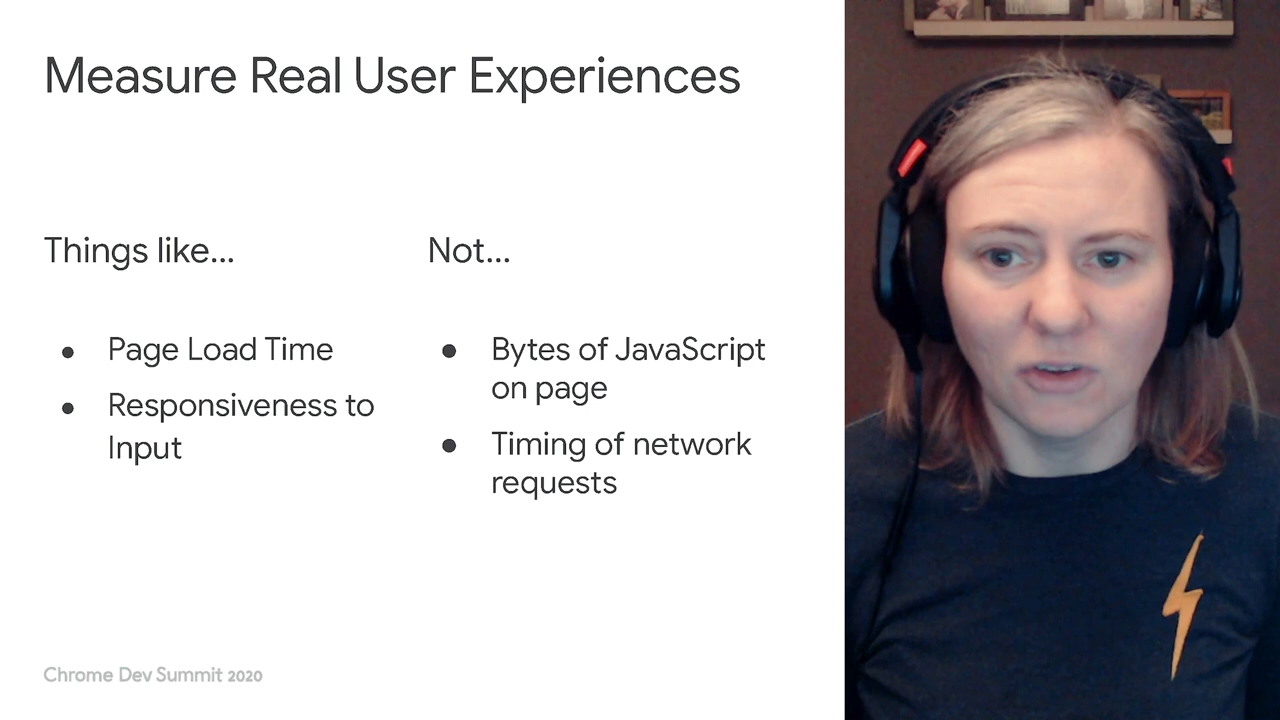 Measure Real User Experiences
Things like...
Not...
● Page Load Time
● Responsiveness to
Input
● Bytes of JavaScript
on page
● Timing of network
requests
Chrome Dev Summit 2020